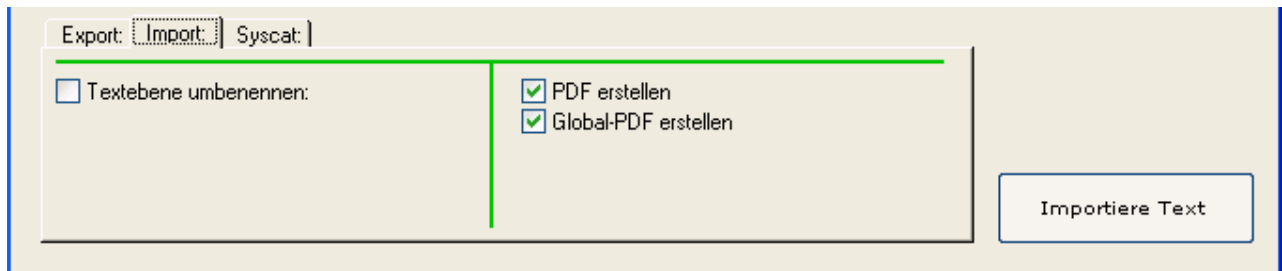 Export: Import: Syscat:
Textebene umbenennen:
PDF erstellen
Global-PDF erstellen
Importiere Text